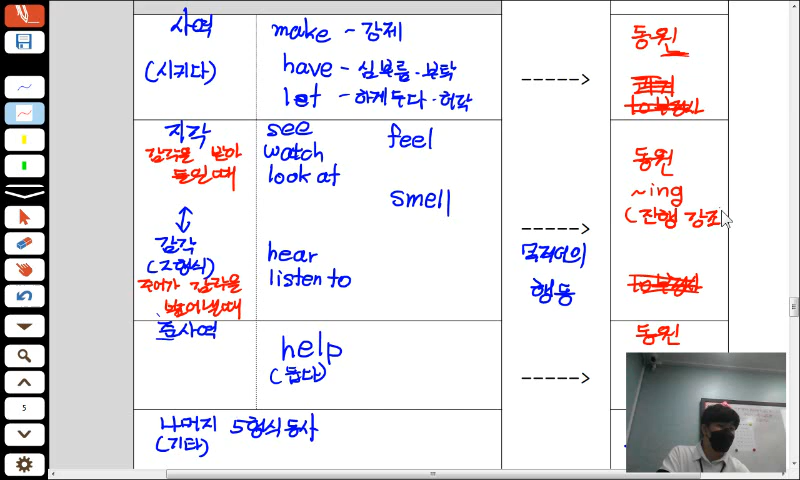 사역
(시키다)
make - 강제
have - 심부름·부탁
let - 하게두다·허락
----->
동원
과거
to부정사
지각
감각을 받아
들일때
↕
감각
(2형식)
주어가 감각을
뿜어낼때
see
watch
look at
feel
smell
hear
listen to
----->
목적어의
행동
동원
~ing
(진행 강조
to부정사
준사역
help
(돕다)
----->
동원
나머지 5형식동사
(기타)
5